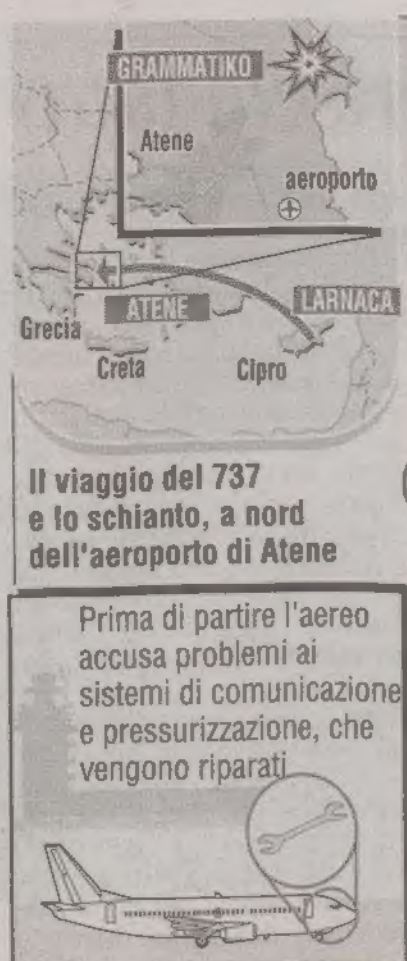 GRAMMATIKO
Atene
aeroporto
ATENE
LARNACA
Grecia
Creta
Cipro
Il viaggio del 737
e lo schianto, a nord
dell'aeroporto di Atene
Prima di partire l'aereo
accusa problemi ai
sistemi di comunicazione
e pressurizzazione, che
vengono riparati